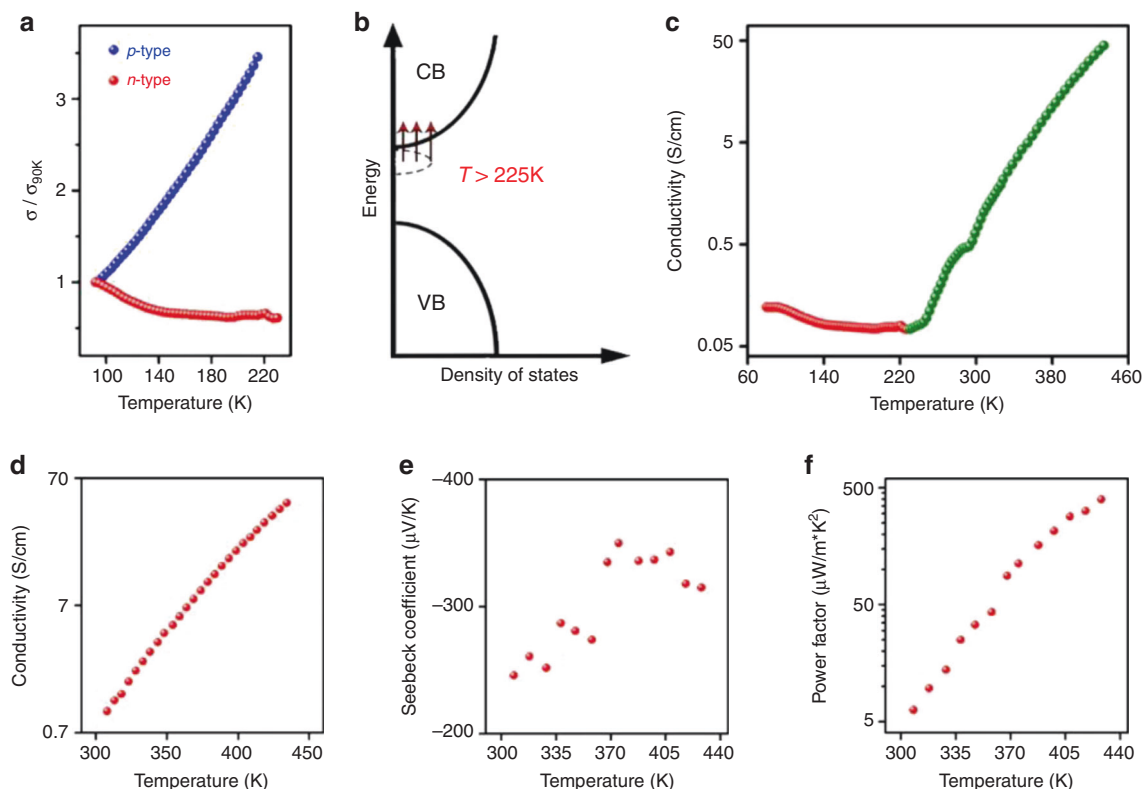 a
p-type
n-type
3
2
1
σ / σ90K
100 140 180 220
Temperature (K)
b
CB
T > 225K
VB
Energy
Density of states
c
50
5
0.5
0.05
Conductivity (S/cm)
60 140 220 300 380 460
Temperature (K)
d
70
7
0.7
Conductivity (S/cm)
300 350 400 450
Temperature (K)
e
–400
–300
–200
Seebeck coefficient (μV/K)
300 335 370 405 440
Temperature (K)
f
500
50
5
Power factor (μW/m*K²)
300 335 370 405 440
Temperature (K)